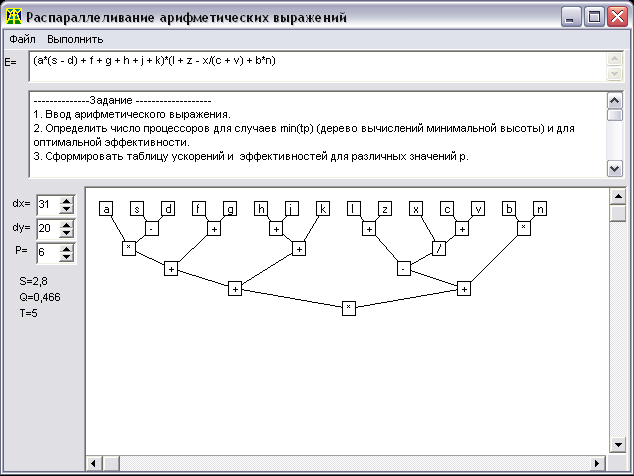 Распараллеливание арифметических выражений
Файл Выполнить
E= (a*(s - d) + f + g + h + j + k)*(l + z - x/(c + v) + b*n)
--------------Задание -------------------
1. Ввод арифметического выражения.
2. Определить число процессоров для случаев min(tp) (дерево вычислений минимальной высоты) и для
оптимальной эффективности.
3. Сформировать таблицу ускорений и эффективностей для различных значений p.
dx= 31
dy= 20
P= 6
S=2,8
Q=0,466
T=5
a s d f g h j k l z x c v b n
- + + + + *
* + /
+ -
+ +
*